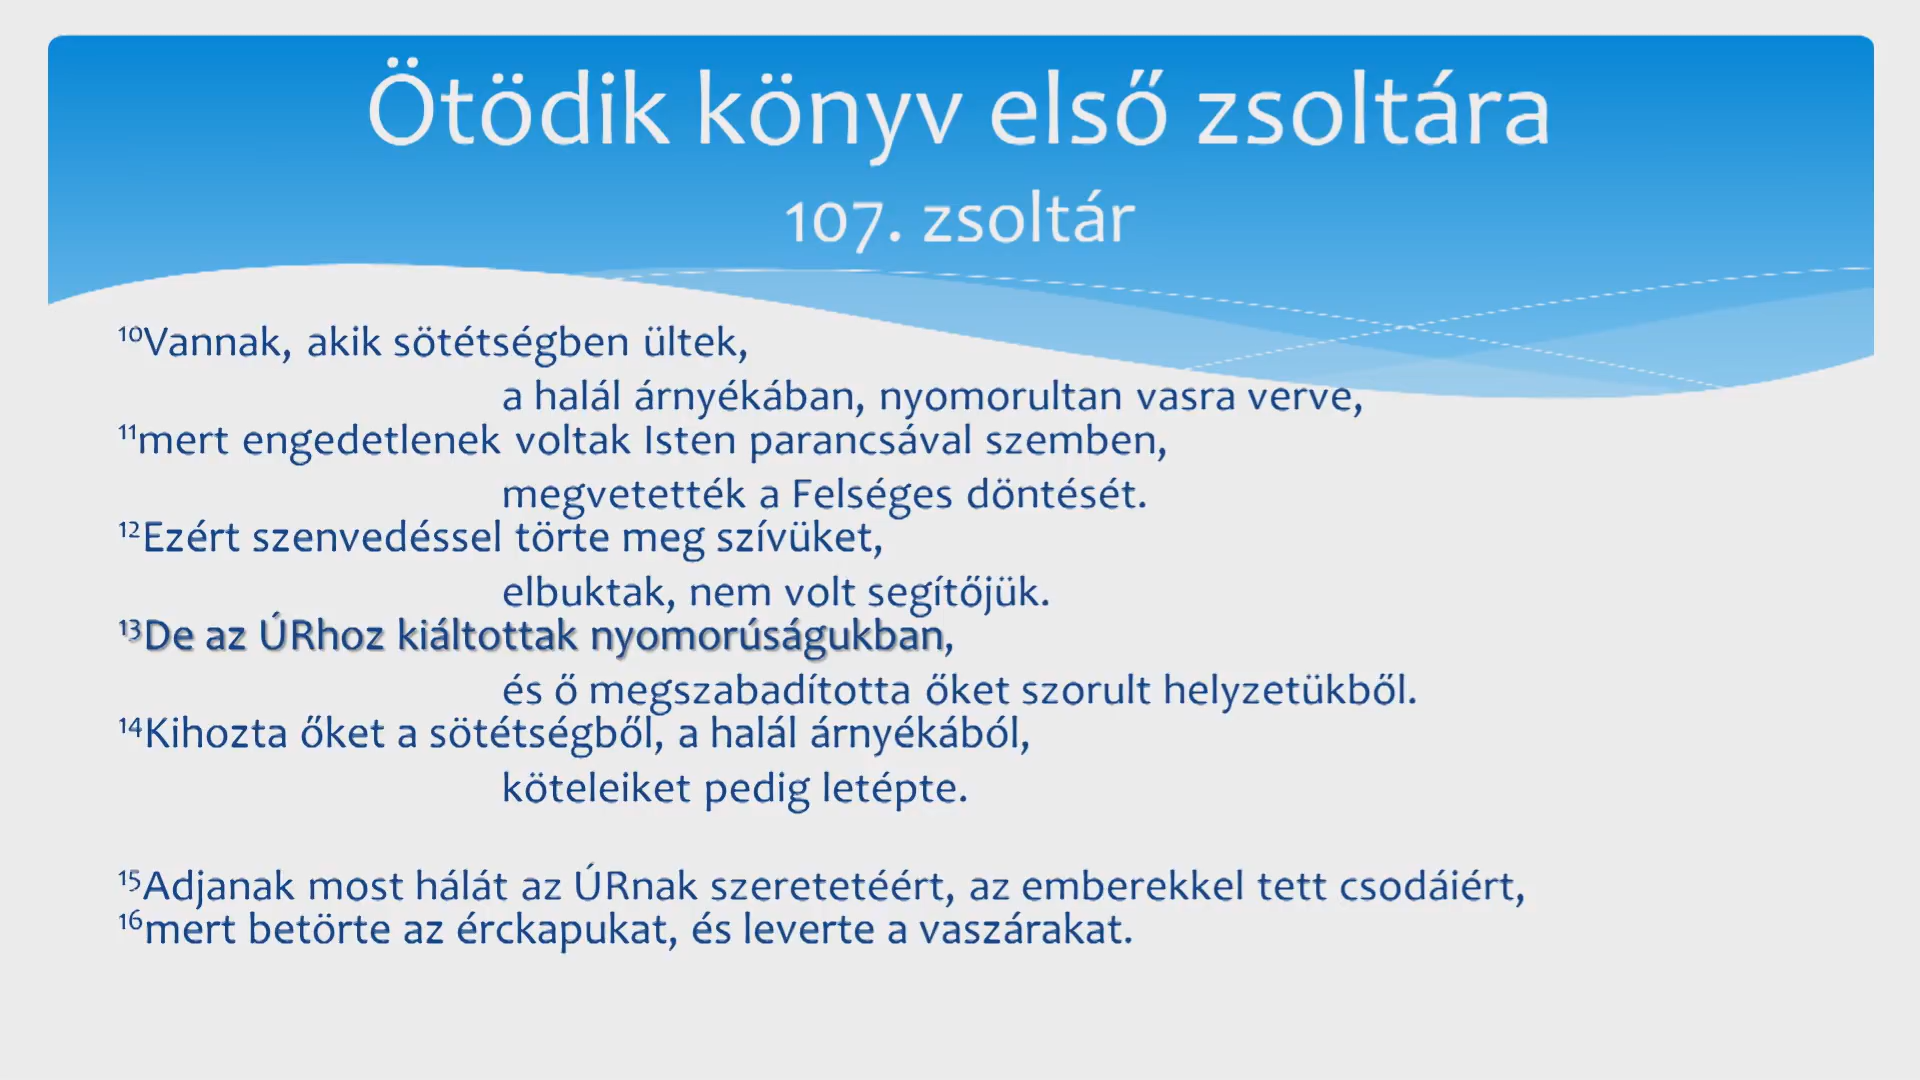 Ötödik könyv első zsoltára
107. zsoltár
¹⁰Vannak, akik sötétségben ültek,
a halál árnyékában, nyomorultan vasra verve,
¹¹mert engedetlenek voltak Isten parancsával szemben,
megvetették a Felséges döntését.
¹²Ezért szenvedéssel törte meg szívüket,
elbuktak, nem volt segítőjük.
¹³De az ÚRhoz kiáltottak nyomorúságukban,
és ő megszabadította őket szorult helyzetükből.
¹⁴Kihozta őket a sötétségből, a halál árnyékából,
köteleiket pedig letépte.
¹⁵Adjanak most hálát az ÚRnak szeretetéért, az emberekkel tett csodáiért,
¹⁶mert betörte az érckapukat, és leverte a vaszárakat.